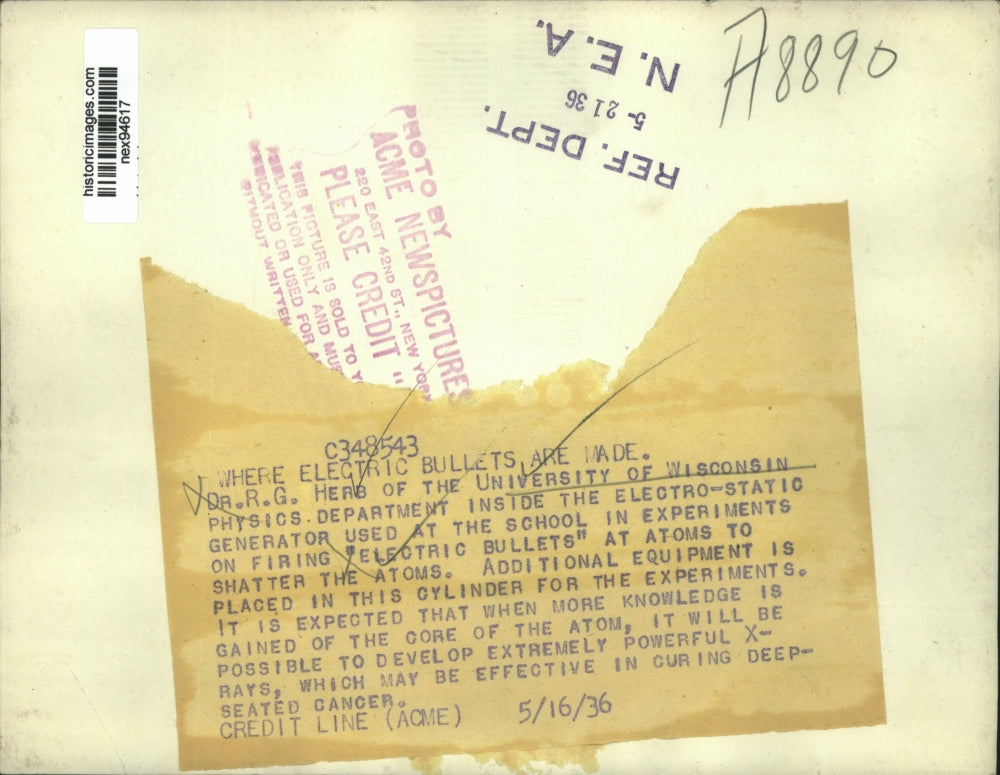 historicimages.com
nex94617
A8890
REF. DEPT.
5-21 36
N. E. A.
PHOTO BY
ACME NEWSPICTURES
220 EAST 42ND ST., NEW YORK
PLEASE CREDIT "
THIS PICTURE IS SOLD TO Y
PUBLICATION ONLY AND MUS
OR USED FOR A
WITHOUT WRITTEN
C348543
WHERE ELECTRIC BULLETS ARE MADE.
DR.R.G. HERB OF THE UNIVERSITY OF WISCONSIN
PHYSICS DEPARTMENT INSIDE THE ELECTRO-STATIC
GENERATOR USED AT THE SCHOOL IN EXPERIMENTS
ON FIRING "ELECTRIC BULLETS" AT ATOMS TO
SHATTER THE ATOMS. ADDITIONAL EQUIPMENT IS
PLACED IN THIS CYLINDER FOR THE EXPERIMENTS.
IT IS EXPECTED THAT WHEN MORE KNOWLEDGE IS
GAINED OF THE CORE OF THE ATOM, IT WILL BE
POSSIBLE TO DEVELOP EXTREMELY POWERFUL X-
RAYS, WHICH MAY BE EFFECTIVE IN CURING DEEP-
SEATED CANCER.
CREDIT LINE (ACME) 5/16/36